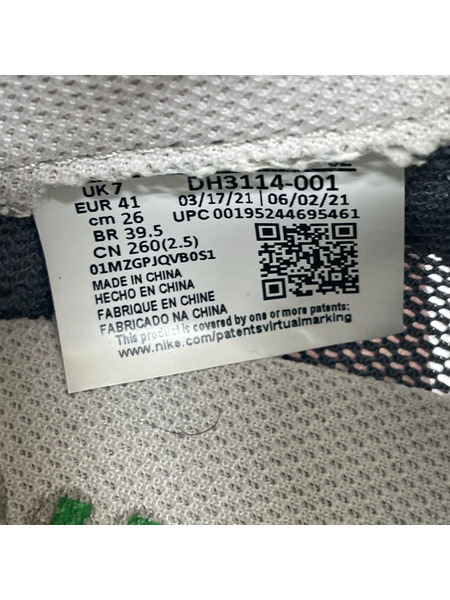 UK 7
DH3114-001
EUR 41
03/17/21 | 06/02/21
cm 26
UPC 00195244695461
BR 39.5
CN 260(2.5)
01MZGPJQVB0S1
MADE IN CHINA
HECHO EN CHINA
FABRIQUE EN CHINE
FABRICADO NA CHINA
This product is covered by one or more patents:
www.nike.com/patentsvirtualmarking